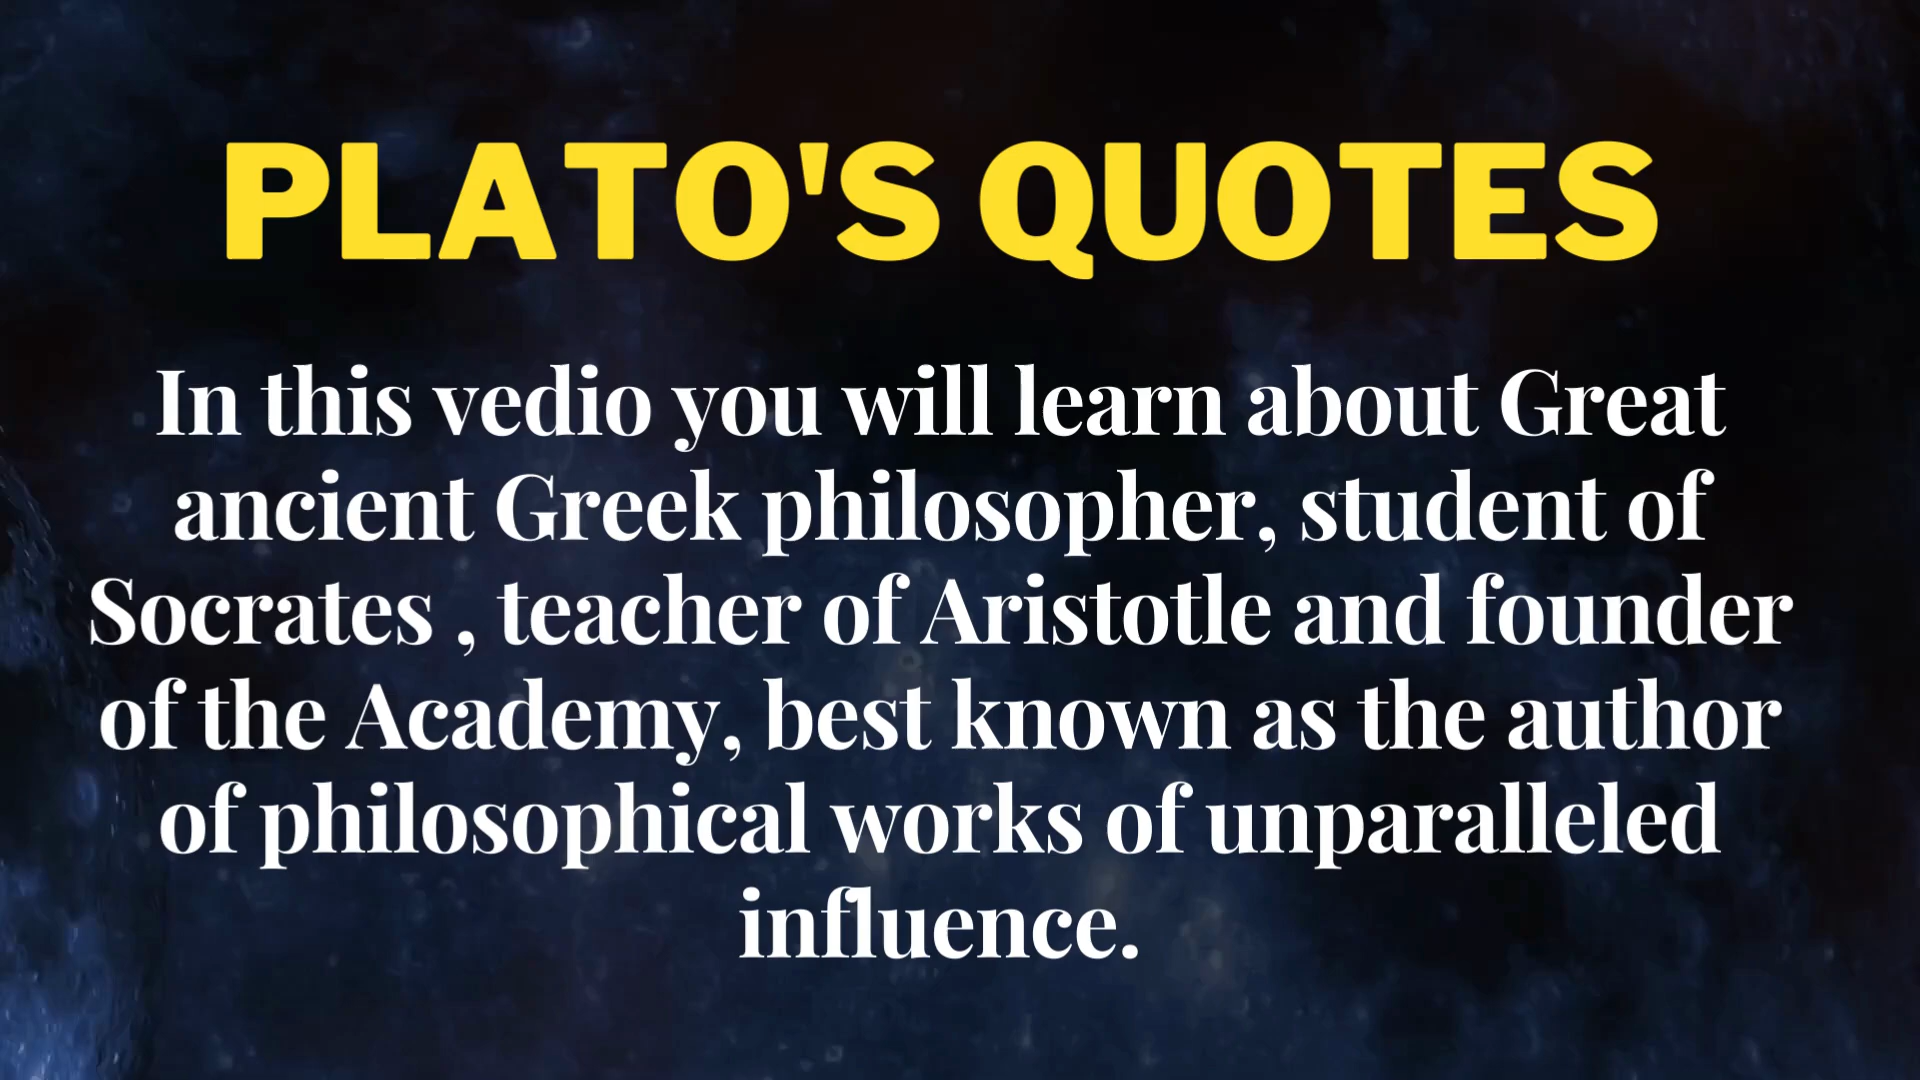 PLATO'S QUOTES
In this vedio you will learn about Great
ancient Greek philosopher, student of
Socrates , teacher of Aristotle and founder
of the Academy, best known as the author
of philosophical works of unparalleled
influence.